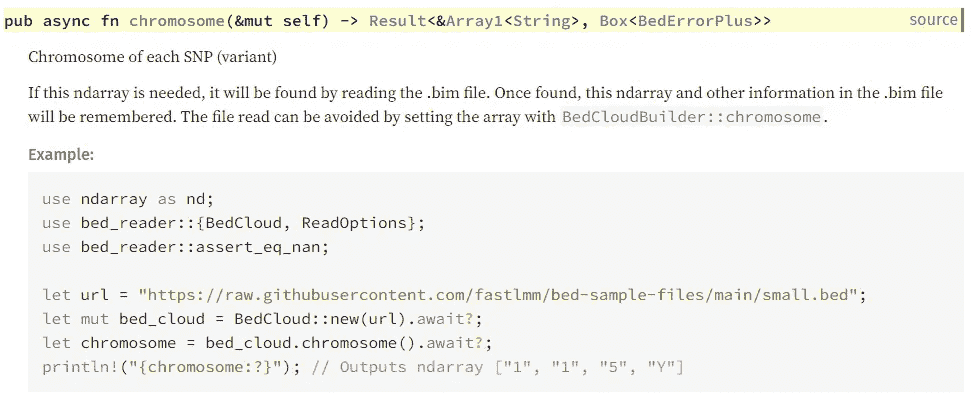 pub async fn chromosome(&mut self) -> Result<&Array1<String>, Box<BedErrorPlus>> source
Chromosome of each SNP (variant)
If this ndarray is needed, it will be found by reading the .bim file. Once found, this ndarray and other information in the .bim file
will be remembered. The file read can be avoided by setting the array with BedCloudBuilder::chromosome.
Example:
use ndarray as nd;
use bed_reader::{BedCloud, ReadOptions};
use bed_reader::assert_eq_nan;
let url = "https://raw.githubusercontent.com/fastlmm/bed-sample-files/main/small.bed";
let mut bed_cloud = BedCloud::new(url).await?;
let chromosome = bed_cloud.chromosome().await?;
println!("{chromosome:?}"); // Outputs ndarray ["1", "1", "5", "Y"]